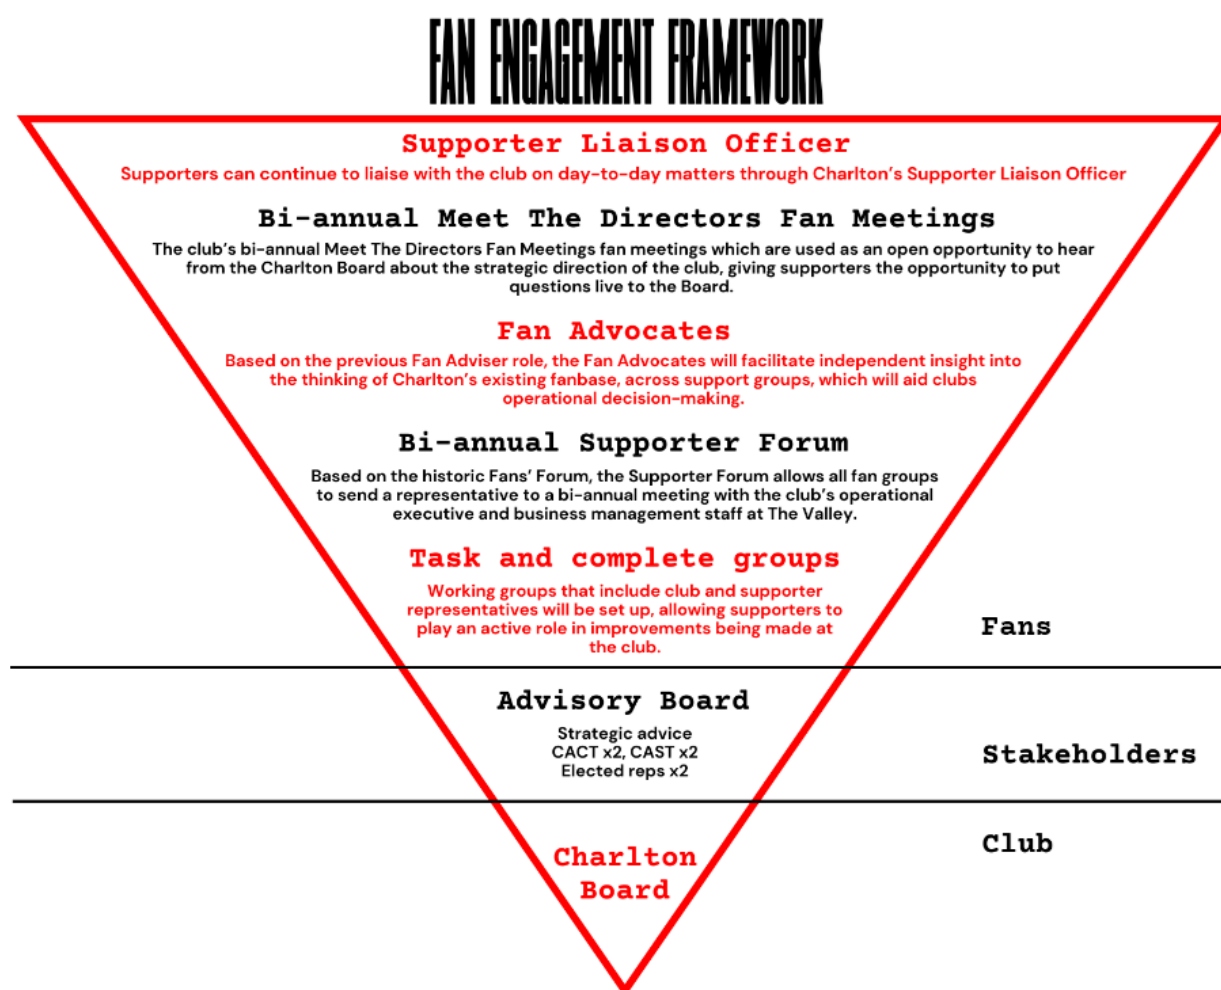 FAN ENGAGEMENT FRAMEWORK
Supporter Liaison Officer
Supporters can continue to liaise with the club on day-to-day matters through Charlton's Supporter Liaison Officer
Bi-annual Meet The Directors Fan Meetings
The club's bi-annual Meet The Directors Fan Meetings fan meetings which are used as an open opportunity to hear
from the Charlton Board about the strategic direction of the club, giving supporters the opportunity to put
questions live to the Board.
Fan Advocates
Based on the previous Fan Adviser role, the Fan Advocates will facilitate independent insight into
the thinking of Charlton's existing fanbase, across support groups, which will aid clubs
operational decision-making.
Bi-annual Supporter Forum
Based on the historic Fans' Forum, the Supporter Forum allows all fan groups
to send a representative to a bi-annual meeting with the club's operational
executive and business management staff at The Valley.
Task and complete groups
Working groups that include club and supporter
representatives will be set up, allowing supporters to
play an active role in improvements being made at
the club.
Fans
Advisory Board
Strategic advice
CACT x2, CAST x2
Elected reps x2
Stakeholders
Club
Charlton
Board